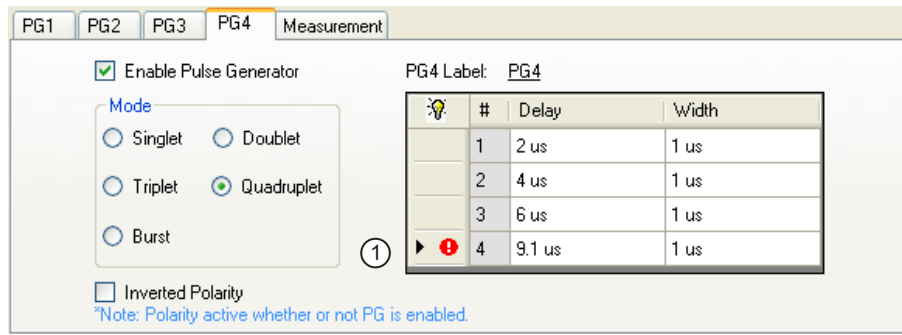 PG1 PG2 PG3 PG4 Measurement
Enable Pulse Generator
PG4 Label: PG4
Mode
Singlet Doublet
Triplet Quadruplet
Burst
# Delay Width
1 2 us 1 us
2 4 us 1 us
3 6 us 1 us
4 9.1 us 1 us
1
Inverted Polarity
*Note: Polarity active whether or not PG is enabled.